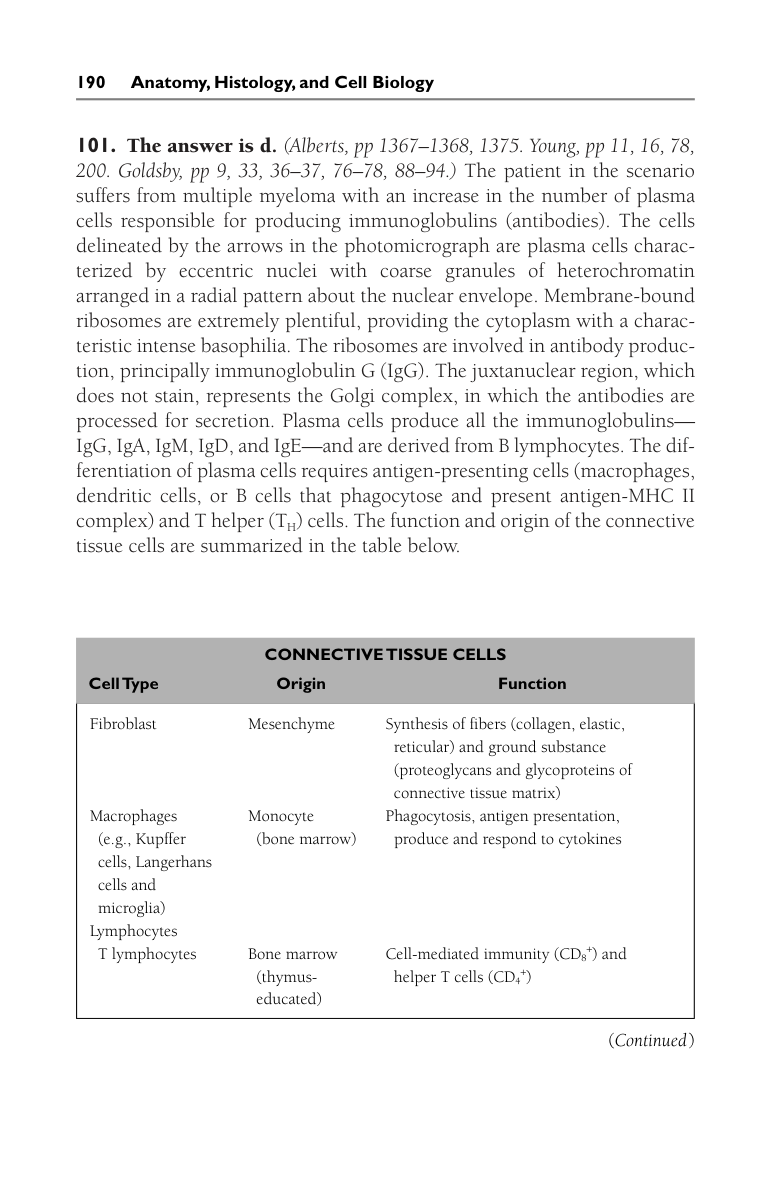 190 Anatomy, Histology, and Cell Biology
101. The answer is d. (Alberts, pp 1367–1368, 1375. Young, pp 11, 16, 78,
200. Goldsby, pp 9, 33, 36–37, 76–78, 88–94.) The patient in the scenario
suffers from multiple myeloma with an increase in the number of plasma
cells responsible for producing immunoglobulins (antibodies). The cells
delineated by the arrows in the photomicrograph are plasma cells charac-
terized by eccentric nuclei with coarse granules of heterochromatin
arranged in a radial pattern about the nuclear envelope. Membrane-bound
ribosomes are extremely plentiful, providing the cytoplasm with a charac-
teristic intense basophilia. The ribosomes are involved in antibody produc-
tion, principally immunoglobulin G (IgG). The juxtanuclear region, which
does not stain, represents the Golgi complex, in which the antibodies are
processed for secretion. Plasma cells produce all the immunoglobulins—
IgG, IgA, IgM, IgD, and IgE—and are derived from B lymphocytes. The dif-
ferentiation of plasma cells requires antigen-presenting cells (macrophages,
dendritic cells, or B cells that phagocytose and present antigen-MHC II
complex) and T helper (TH) cells. The function and origin of the connective
tissue cells are summarized in the table below.
CONNECTIVE TISSUE CELLS
Cell Type Origin Function
Fibroblast Mesenchyme Synthesis of fibers (collagen, elastic,
reticular) and ground substance
(proteoglycans and glycoproteins of
connective tissue matrix)
Macrophages Monocyte Phagocytosis, antigen presentation,
(e.g., Kupffer (bone marrow) produce and respond to cytokines
cells, Langerhans
cells and
microglia)
Lymphocytes
T lymphocytes Bone marrow Cell-mediated immunity (CD8+) and
(thymus- helper T cells (CD4+)
educated)
(Continued)